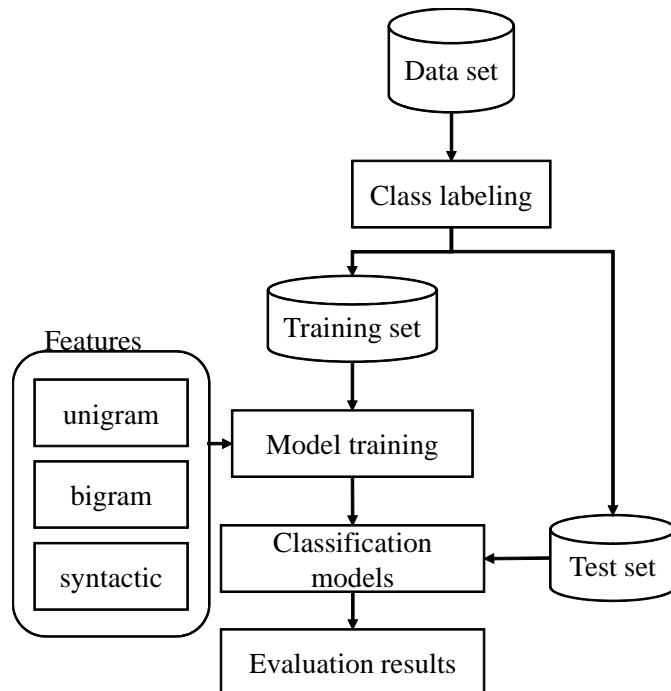 Data set
Class labeling
Training set
Features
unigram
Model training
bigram
Classification
models
syntactic
Test set
Evaluation results